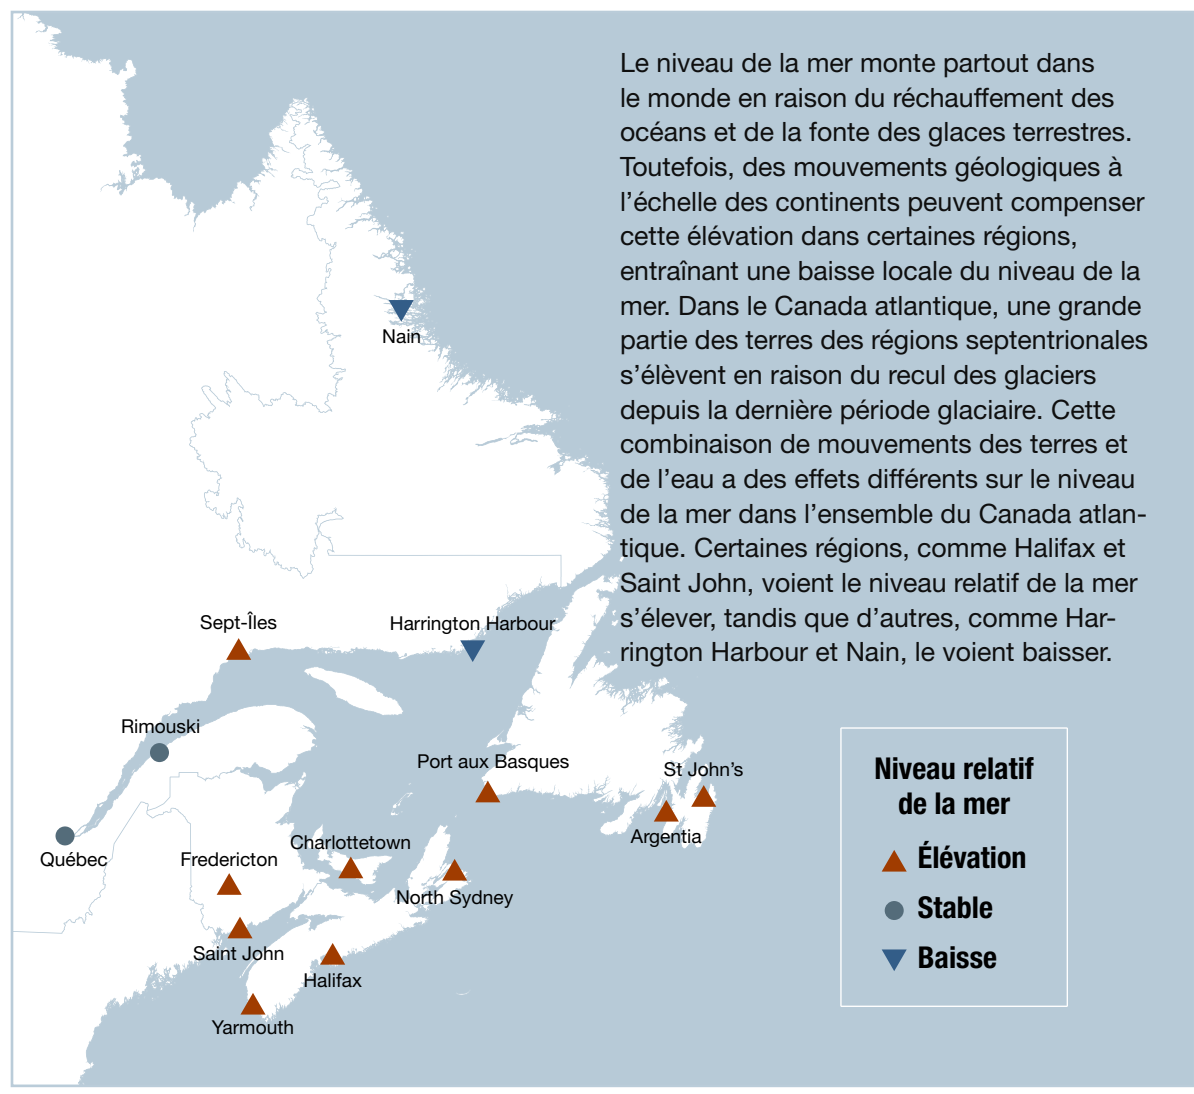 Le niveau de la mer monte partout dans
le monde en raison du réchauffement des
océans et de la fonte des glaces terrestres.
Toutefois, des mouvements géologiques à
l’échelle des continents peuvent compenser
cette élévation dans certaines régions,
entraînant une baisse locale du niveau de la
mer. Dans le Canada atlantique, une grande
partie des terres des régions septentrionales
s’élèvent en raison du recul des glaciers
depuis la dernière période glaciaire. Cette
combinaison de mouvements des terres et
de l’eau a des effets différents sur le niveau
de la mer dans l’ensemble du Canada atlan-
tique. Certaines régions, comme Halifax et
Saint John, voient le niveau relatif de la mer
s’élever, tandis que d’autres, comme Har-
rington Harbour et Nain, le voient baisser.
Nain
Sept-Îles
Harrington Harbour
Rimouski
Port aux Basques
St John’s
Argentia
Québec
Fredericton
Charlottetown
North Sydney
Saint John
Halifax
Yarmouth
Niveau relatif
de la mer
Élévation
Stable
Baisse